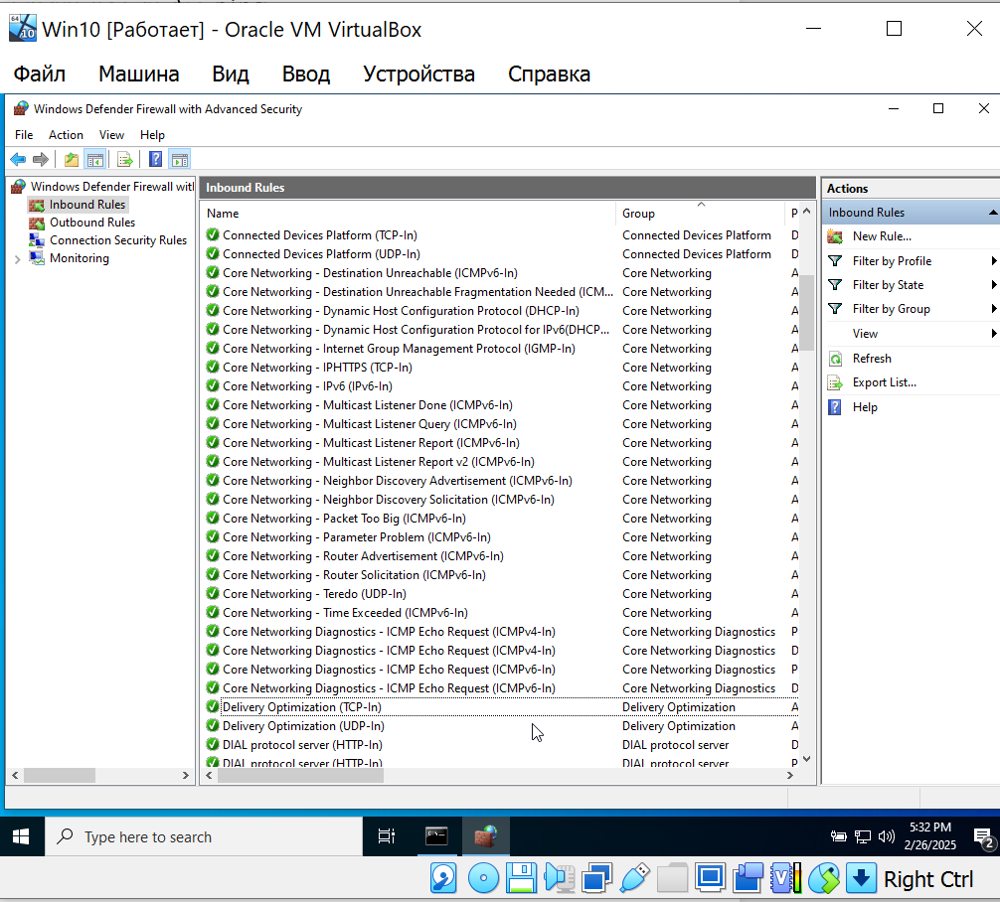 Win10 [Работает] - Oracle VM VirtualBox
Файл Машина Вид Ввод Устройства Справка
Windows Defender Firewall with Advanced Security
File Action View Help
Windows Defender Firewall wit
Inbound Rules
Outbound Rules
Connection Security Rules
Monitoring
Inbound Rules
Name Group P
Connected Devices Platform (TCP-In) Connected Devices Platform D
Connected Devices Platform (UDP-In) Connected Devices Platform D
Core Networking - Destination Unreachable (ICMPv6-In) Core Networking A
Core Networking - Destination Unreachable Fragmentation Needed (ICM... Core Networking A
Core Networking - Dynamic Host Configuration Protocol (DHCP-In) Core Networking A
Core Networking - Dynamic Host Configuration Protocol for IPv6(DHCP... Core Networking A
Core Networking - Internet Group Management Protocol (IGMP-In) Core Networking A
Core Networking - IPHTTPS (TCP-In) Core Networking A
Core Networking - IPv6 (IPv6-In) Core Networking A
Core Networking - Multicast Listener Done (ICMPv6-In) Core Networking A
Core Networking - Multicast Listener Query (ICMPv6-In) Core Networking A
Core Networking - Multicast Listener Report (ICMPv6-In) Core Networking A
Core Networking - Multicast Listener Report v2 (ICMPv6-In) Core Networking A
Core Networking - Neighbor Discovery Advertisement (ICMPv6-In) Core Networking A
Core Networking - Neighbor Discovery Solicitation (ICMPv6-In) Core Networking A
Core Networking - Packet Too Big (ICMPv6-In) Core Networking A
Core Networking - Parameter Problem (ICMPv6-In) Core Networking A
Core Networking - Router Advertisement (ICMPv6-In) Core Networking A
Core Networking - Router Solicitation (ICMPv6-In) Core Networking A
Core Networking - Teredo (UDP-In) Core Networking A
Core Networking - Time Exceeded (ICMPv6-In) Core Networking A
Core Networking Diagnostics - ICMP Echo Request (ICMPv4-In) Core Networking Diagnostics P
Core Networking Diagnostics - ICMP Echo Request (ICMPv4-In) Core Networking Diagnostics D
Core Networking Diagnostics - ICMP Echo Request (ICMPv6-In) Core Networking Diagnostics P
Core Networking Diagnostics - ICMP Echo Request (ICMPv6-In) Core Networking Diagnostics D
Delivery Optimization (TCP-In) Delivery Optimization A
Delivery Optimization (UDP-In) Delivery Optimization A
DIAL protocol server (HTTP-In) DIAL protocol server D
DIAL protocol server (HTTP-In) DIAL protocol server P
Actions
Inbound Rules
New Rule...
Filter by Profile
Filter by State
Filter by Group
View
Refresh
Export List...
Help
Type here to search
5:32 PM
2/26/2025
2
Right Ctrl